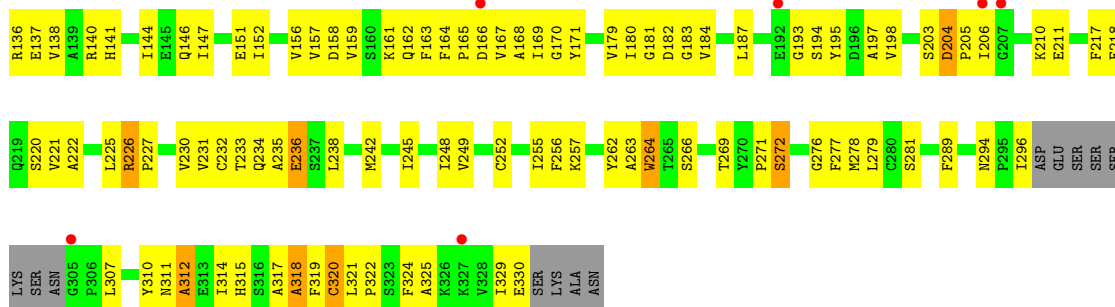 R136 E137 V138 A139 R140 H141 I144 E145 Q146 I147 E151 I152 V156 V157 D158 V159 S160 K161 Q162 F163 F164 P165 D166 V167 A168 I169 G170 Y171 V179 I180 G181 D182 G183 V184 L187 E192 G193 S194 Y195 D196 A197 V198 S203 D204 P205 I206 G207 K210 E211 F217
Q219 S220 V221 A222 L225 R226 P227 V230 V231 C232 T233 Q234 A235 E236 S237 L238 M242 I245 I248 V249 C252 I255 F256 K257 Y262 A263 W264 T265 S266 T269 Y270 P271 S272 G276 F277 M278 L279 C280 S281 F289 N294 P295 I296 ASP GLU SER SER SER
LYS SER ASN G305 P306 L307 Y310 N311 A312 E313 I314 H315 S316 A317 A318 F319 C320 L321 P322 S323 F324 A325 K326 K327 V328 I329 E330 SER LYS ALA ASN